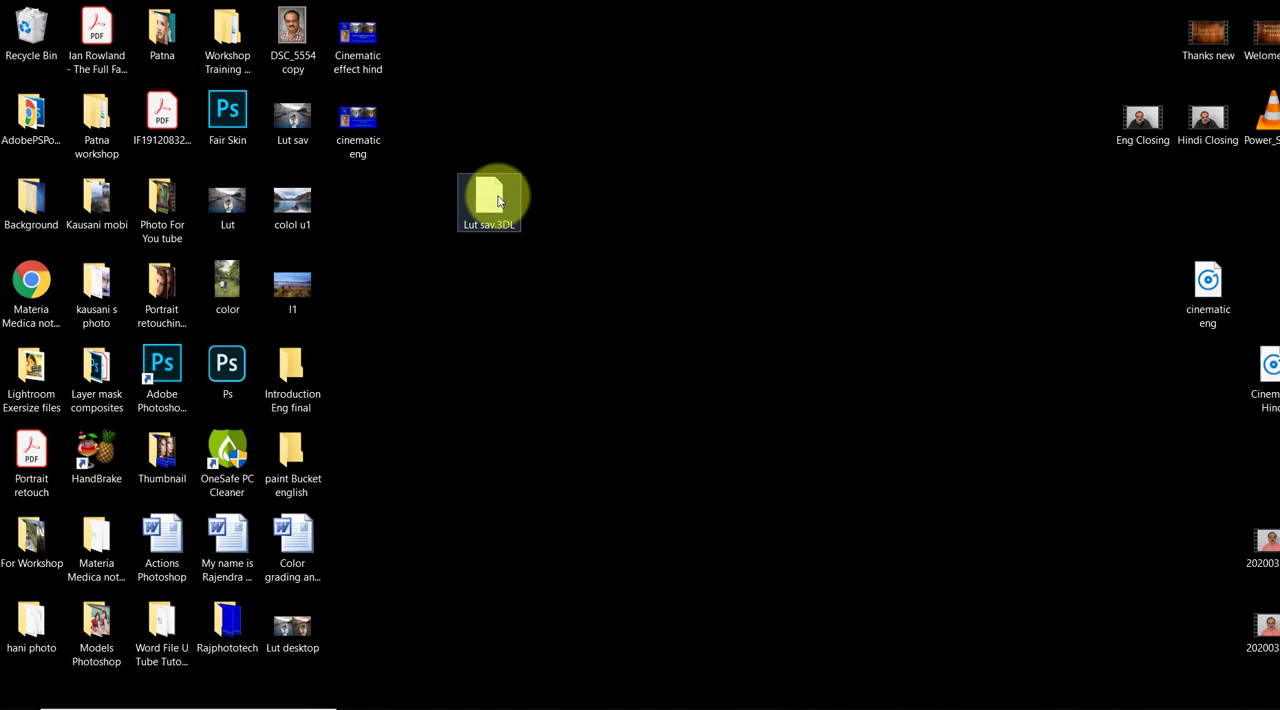 Recycle Bin
Ian Rowland
- The Full Fa...
Patna
Workshop
Training ...
DSC_5554
copy
Cinematic
effect hind
Thanks new
AdobePSPo...
Patna
workshop
IF19120832...
Fair Skin
Lut sav
cinematic
eng
Eng Closing
Hindi Closing
Power_S
Background
Kausani mobi
Photo For
You tube
Lut
colol u1
Lut sav.3DL
Materia
Medica not...
kausani s
photo
Portrait
retouchin...
color
l1
cinematic
eng
Lightroom
Exersize files
Layer mask
composites
Adobe
Photosho...
Ps
Introduction
Eng final
Cinem
Hind
Portrait
retouch
HandBrake
Thumbnail
OneSafe PC
Cleaner
paint Bucket
english
For Workshop
Materia
Medica not...
Actions
Photoshop
My name is
Rajendra ...
Color
grading an...
202003
hani photo
Models
Photoshop
Word File U
Tube Tuto...
Rajphototech
Lut desktop
202003